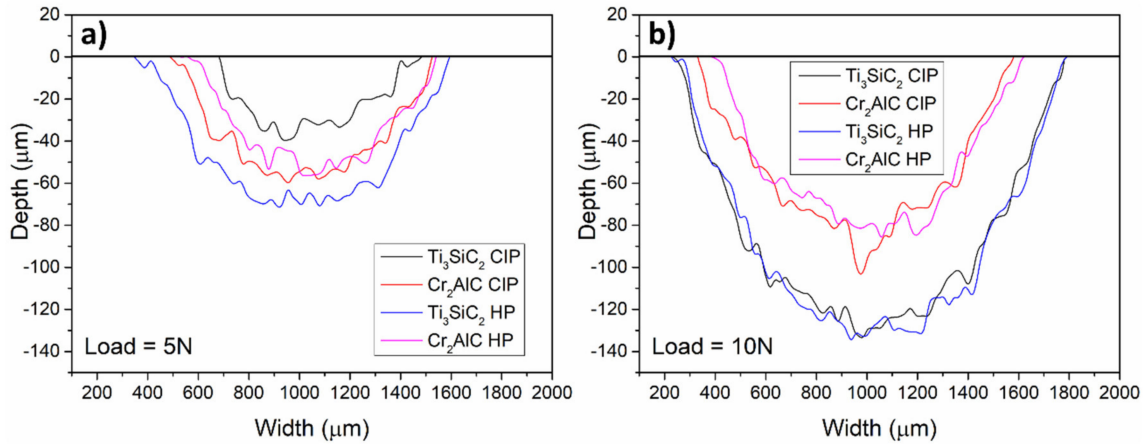 a)
20
0
-20
-40
-60
-80
-100
-120
-140
Depth (μm)
Ti₃SiC₂ CIP
Cr₂AlC CIP
Ti₃SiC₂ HP
Cr₂AlC HP
Load = 5N
200 400 600 800 1000 1200 1400 1600 1800 2000
Width (μm)
b)
20
0
-20
-40
-60
-80
-100
-120
-140
Depth (μm)
Ti₃SiC₂ CIP
Cr₂AlC CIP
Ti₃SiC₂ HP
Cr₂AlC HP
Load = 10N
200 400 600 800 1000 1200 1400 1600 1800 2000
Width (μm)